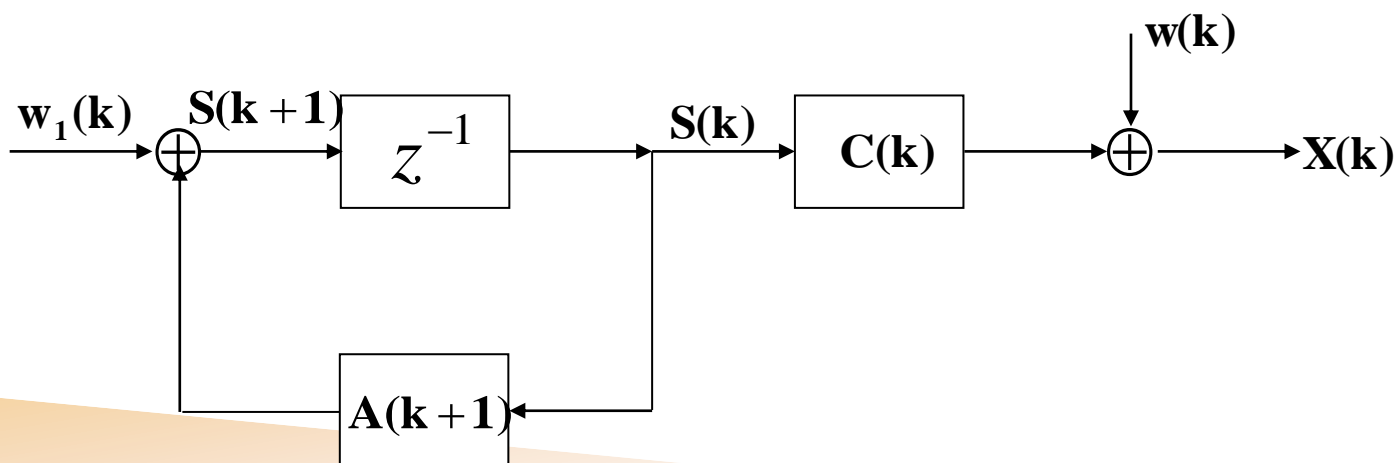 w(k)
w₁(k)
S(k + 1)
z⁻¹
S(k)
C(k)
X(k)
A(k + 1)